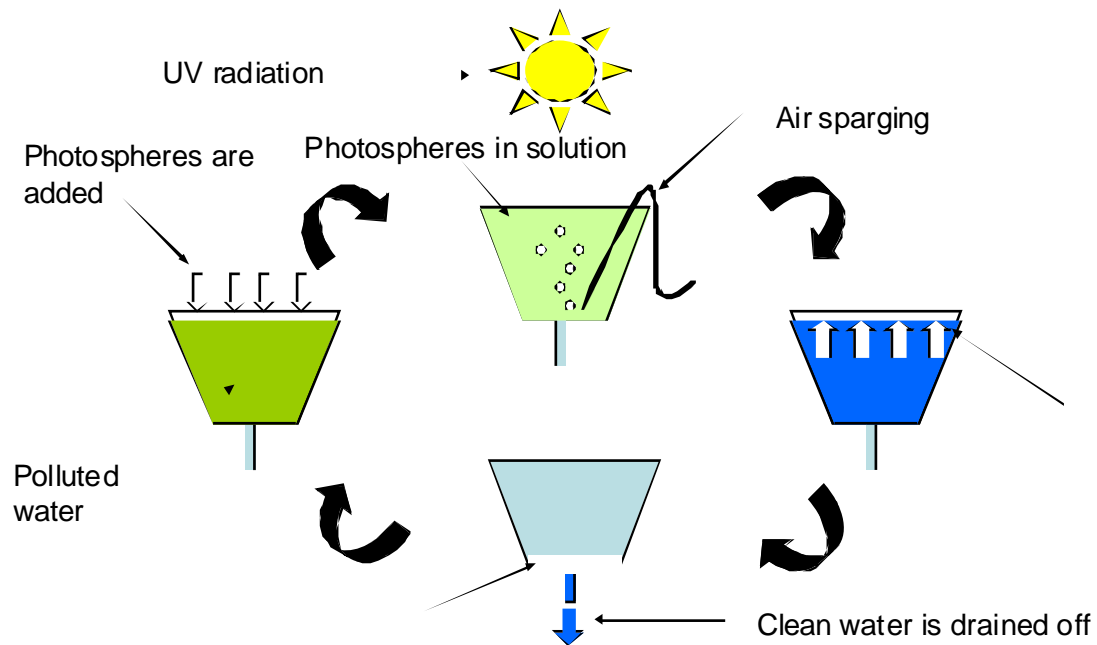 UV radiation
Air sparging
Photospheres in solution
Photospheres are
added
Polluted
water
Clean water is drained off